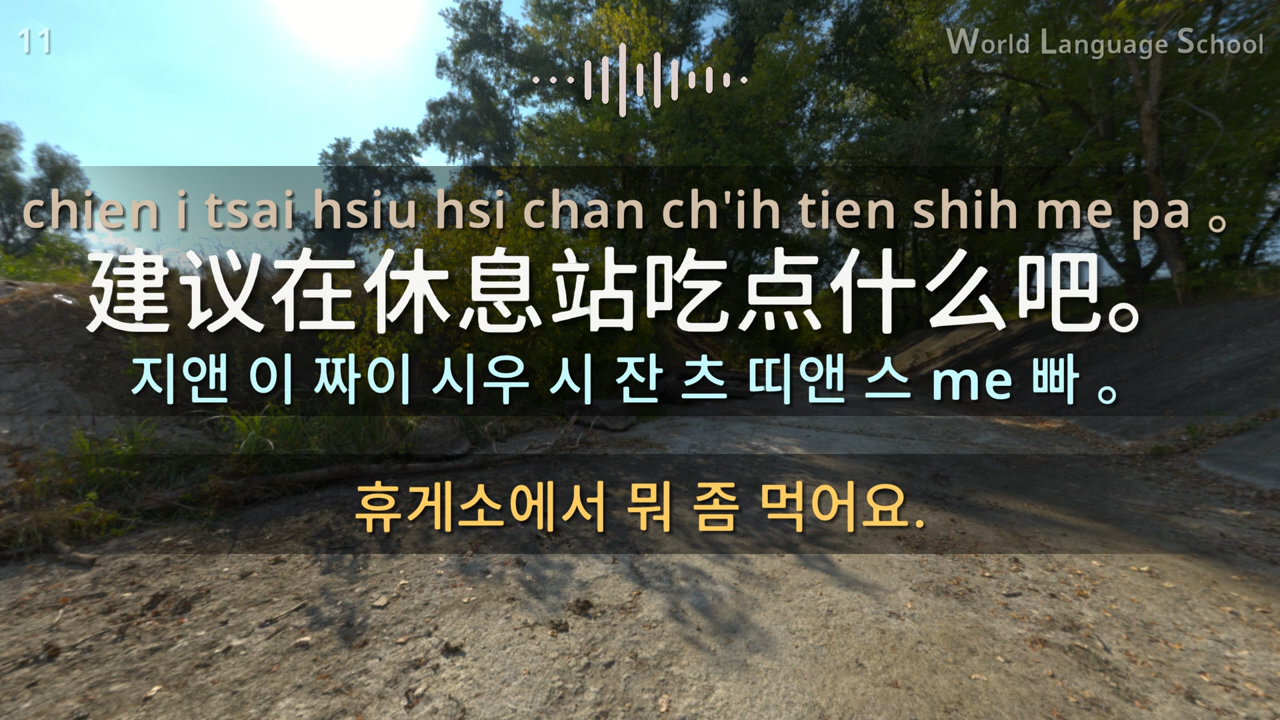 11
World Language School
chien i tsai hsiu hsi chan ch'ih tien shih me pa 。
建议在休息站吃点什么吧。
지앤 이 짜이 시우 시 잔 츠 띠앤 스 me 빠 。
휴게소에서 뭐 좀 먹어요.